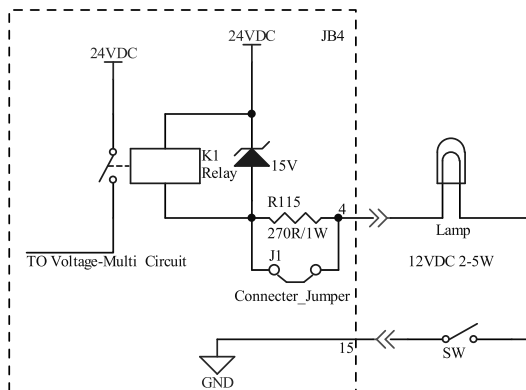 24VDC
JB4
24VDC
K1
Relay
15V
R115
4
270R/1W
Lamp
J1
TO Voltage-Multi Circuit
12VDC 2-5W
Connecter_Jumper
15
SW
GND